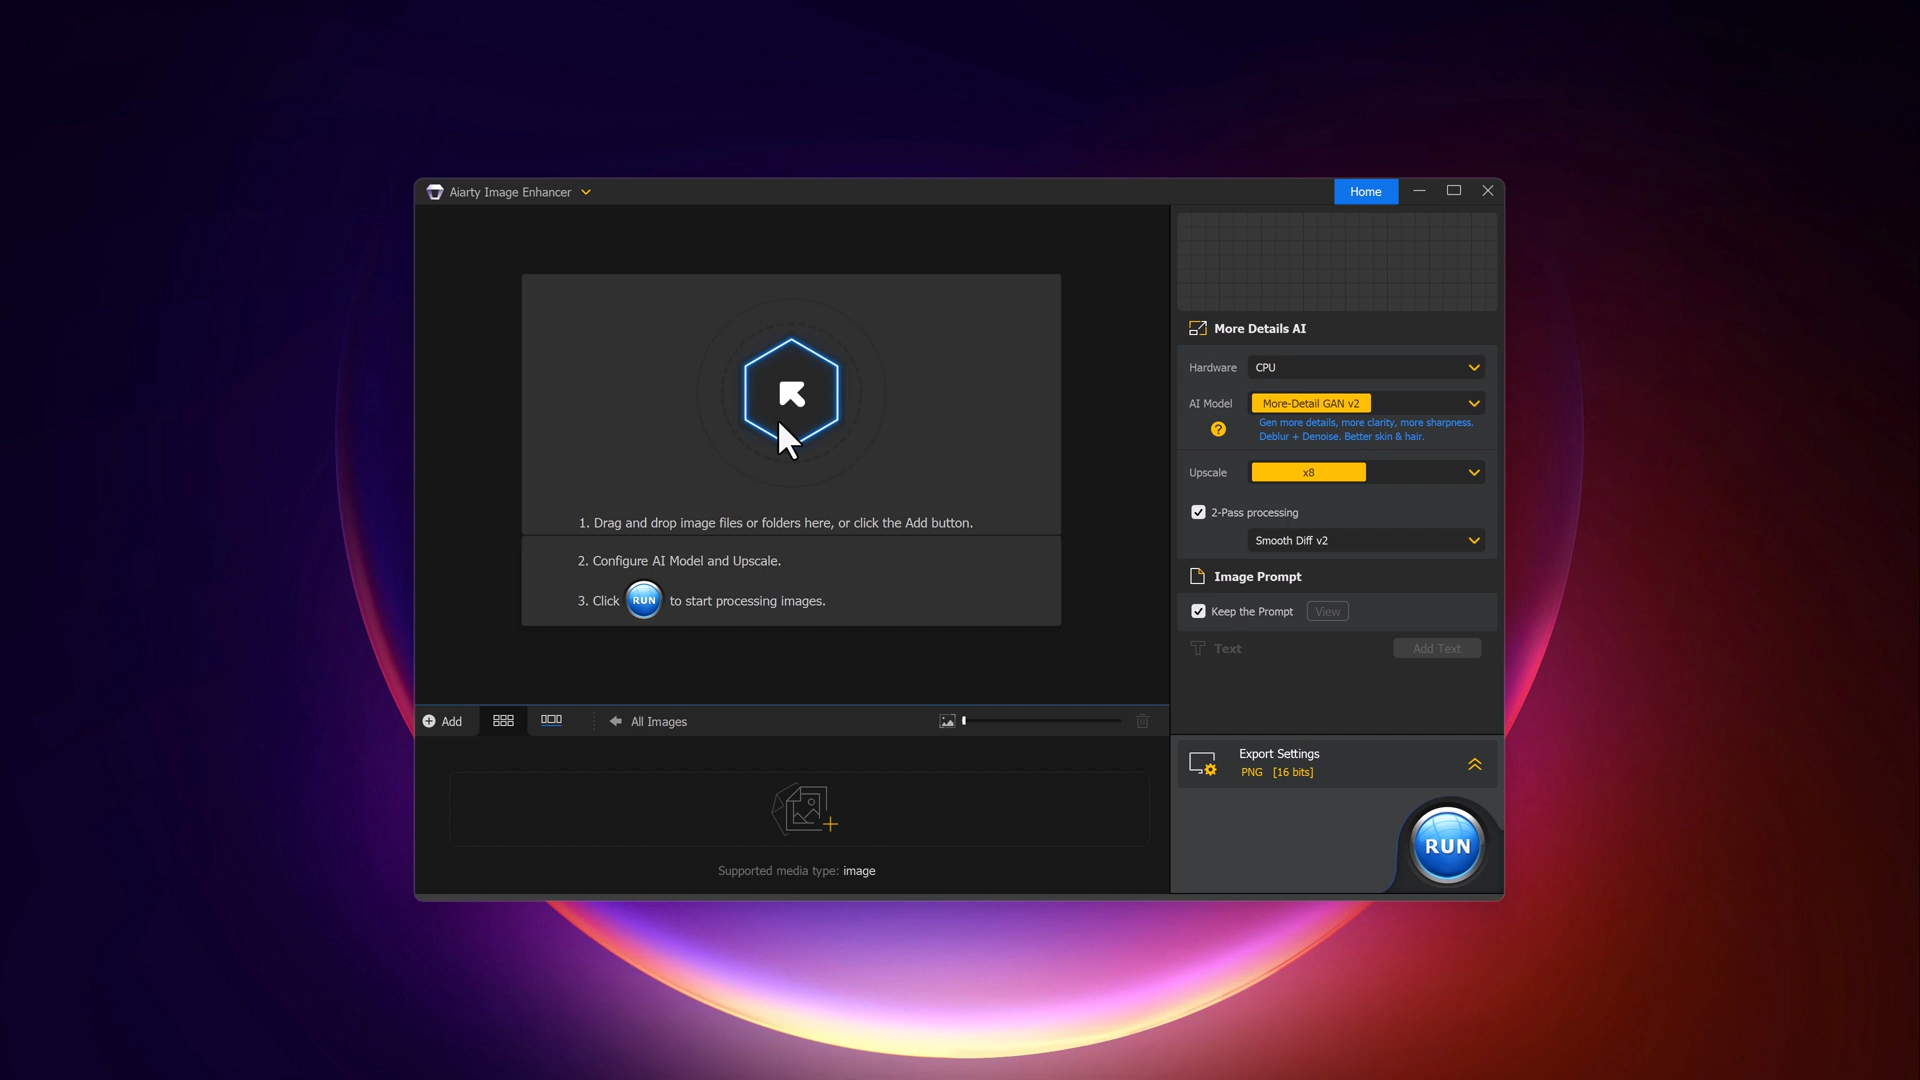 Aiarty Image Enhancer
Home
1. Drag and drop image files or folders here, or click the Add button.
2. Configure AI Model and Upscale.
3. Click RUN to start processing images.
More Details AI
Hardware CPU
AI Model More-Detail GAN v2
? Gen more details, more clarity, more sharpness.
Deblur + Denoise. Better skin & hair.
Upscale x8
2-Pass processing
Smooth Diff v2
Image Prompt
Keep the Prompt View
Text Add Text
Add All Images
Supported media type: image
Export Settings
PNG [16 bits]
RUN